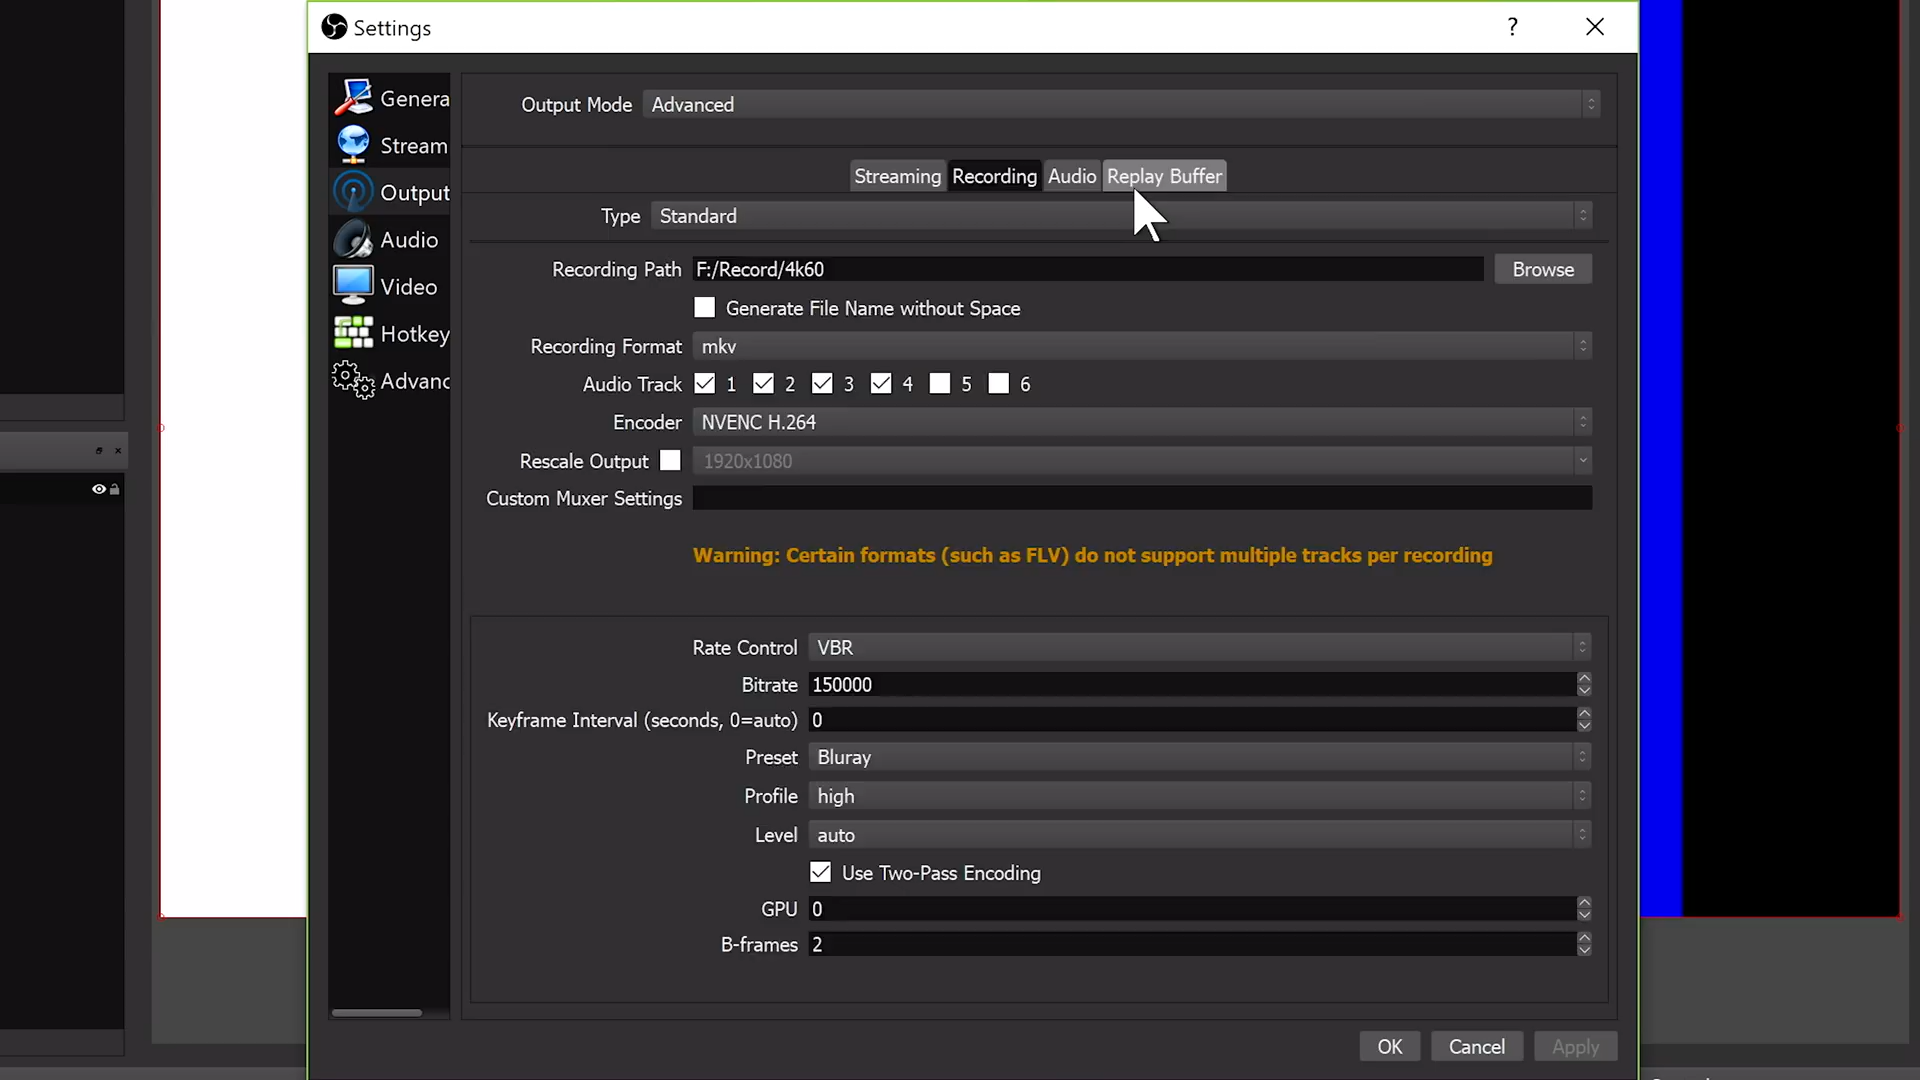 Settings
?
Genera
Stream
Output
Audio
Video
Hotkey
Advanc
Output Mode Advanced
Streaming Recording Audio Replay Buffer
Type Standard
Recording Path F:/Record/4k60 Browse
Generate File Name without Space
Recording Format mkv
Audio Track 1 2 3 4 5 6
Encoder NVENC H.264
Rescale Output 1920x1080
Custom Muxer Settings
Warning: Certain formats (such as FLV) do not support multiple tracks per recording
Rate Control VBR
Bitrate 150000
Keyframe Interval (seconds, 0=auto) 0
Preset Bluray
Profile high
Level auto
Use Two-Pass Encoding
GPU 0
B-frames 2
OK Cancel Apply